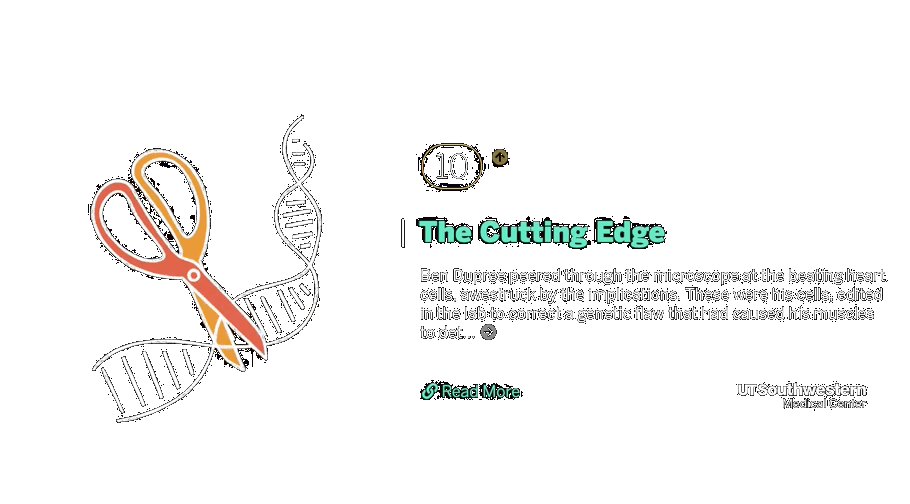 10
The Cutting Edge
Ben Dupree peered through the microscope at the beating heart
cells, awestruck by the implications. These were his cells, edited
in the lab to correct a genetic flaw that had caused his muscles
to det...
Read More
UT Southwestern
Medical Center